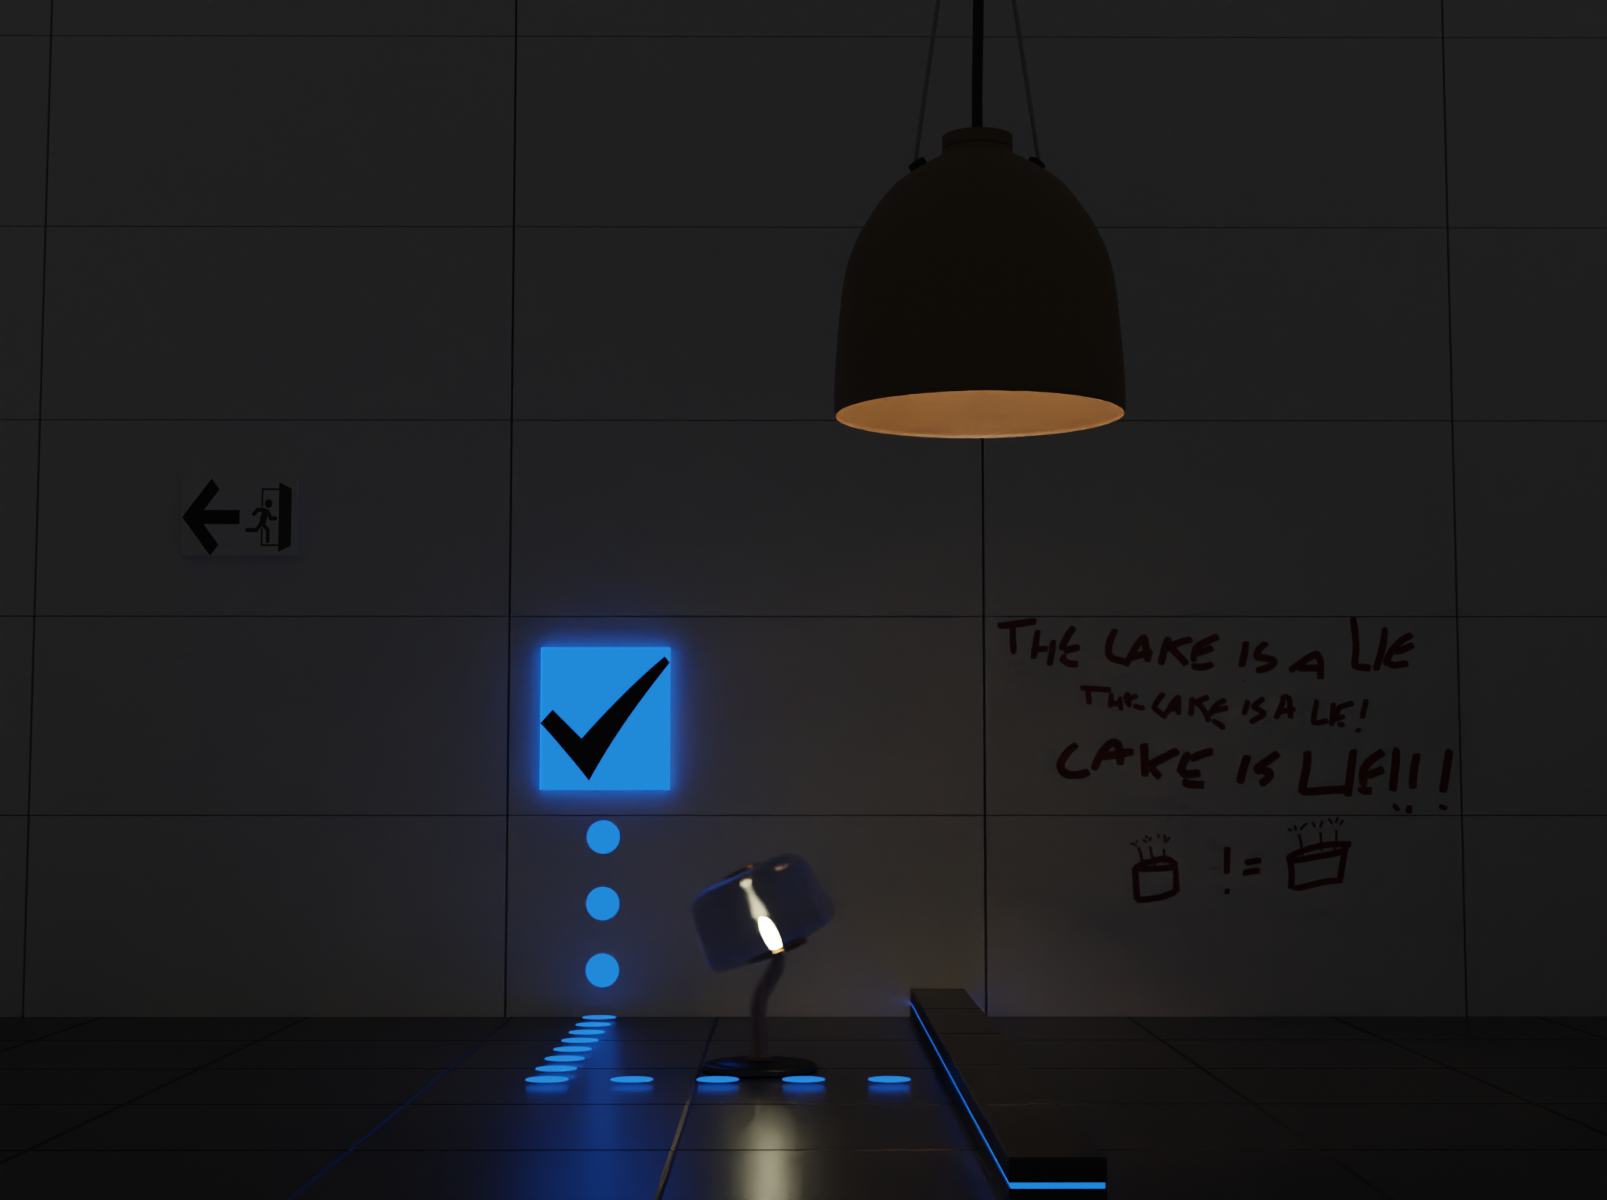 THE CAKE IS A LIE
THE CAKE IS A LIE!
CAKE IS LIE!!!
!=